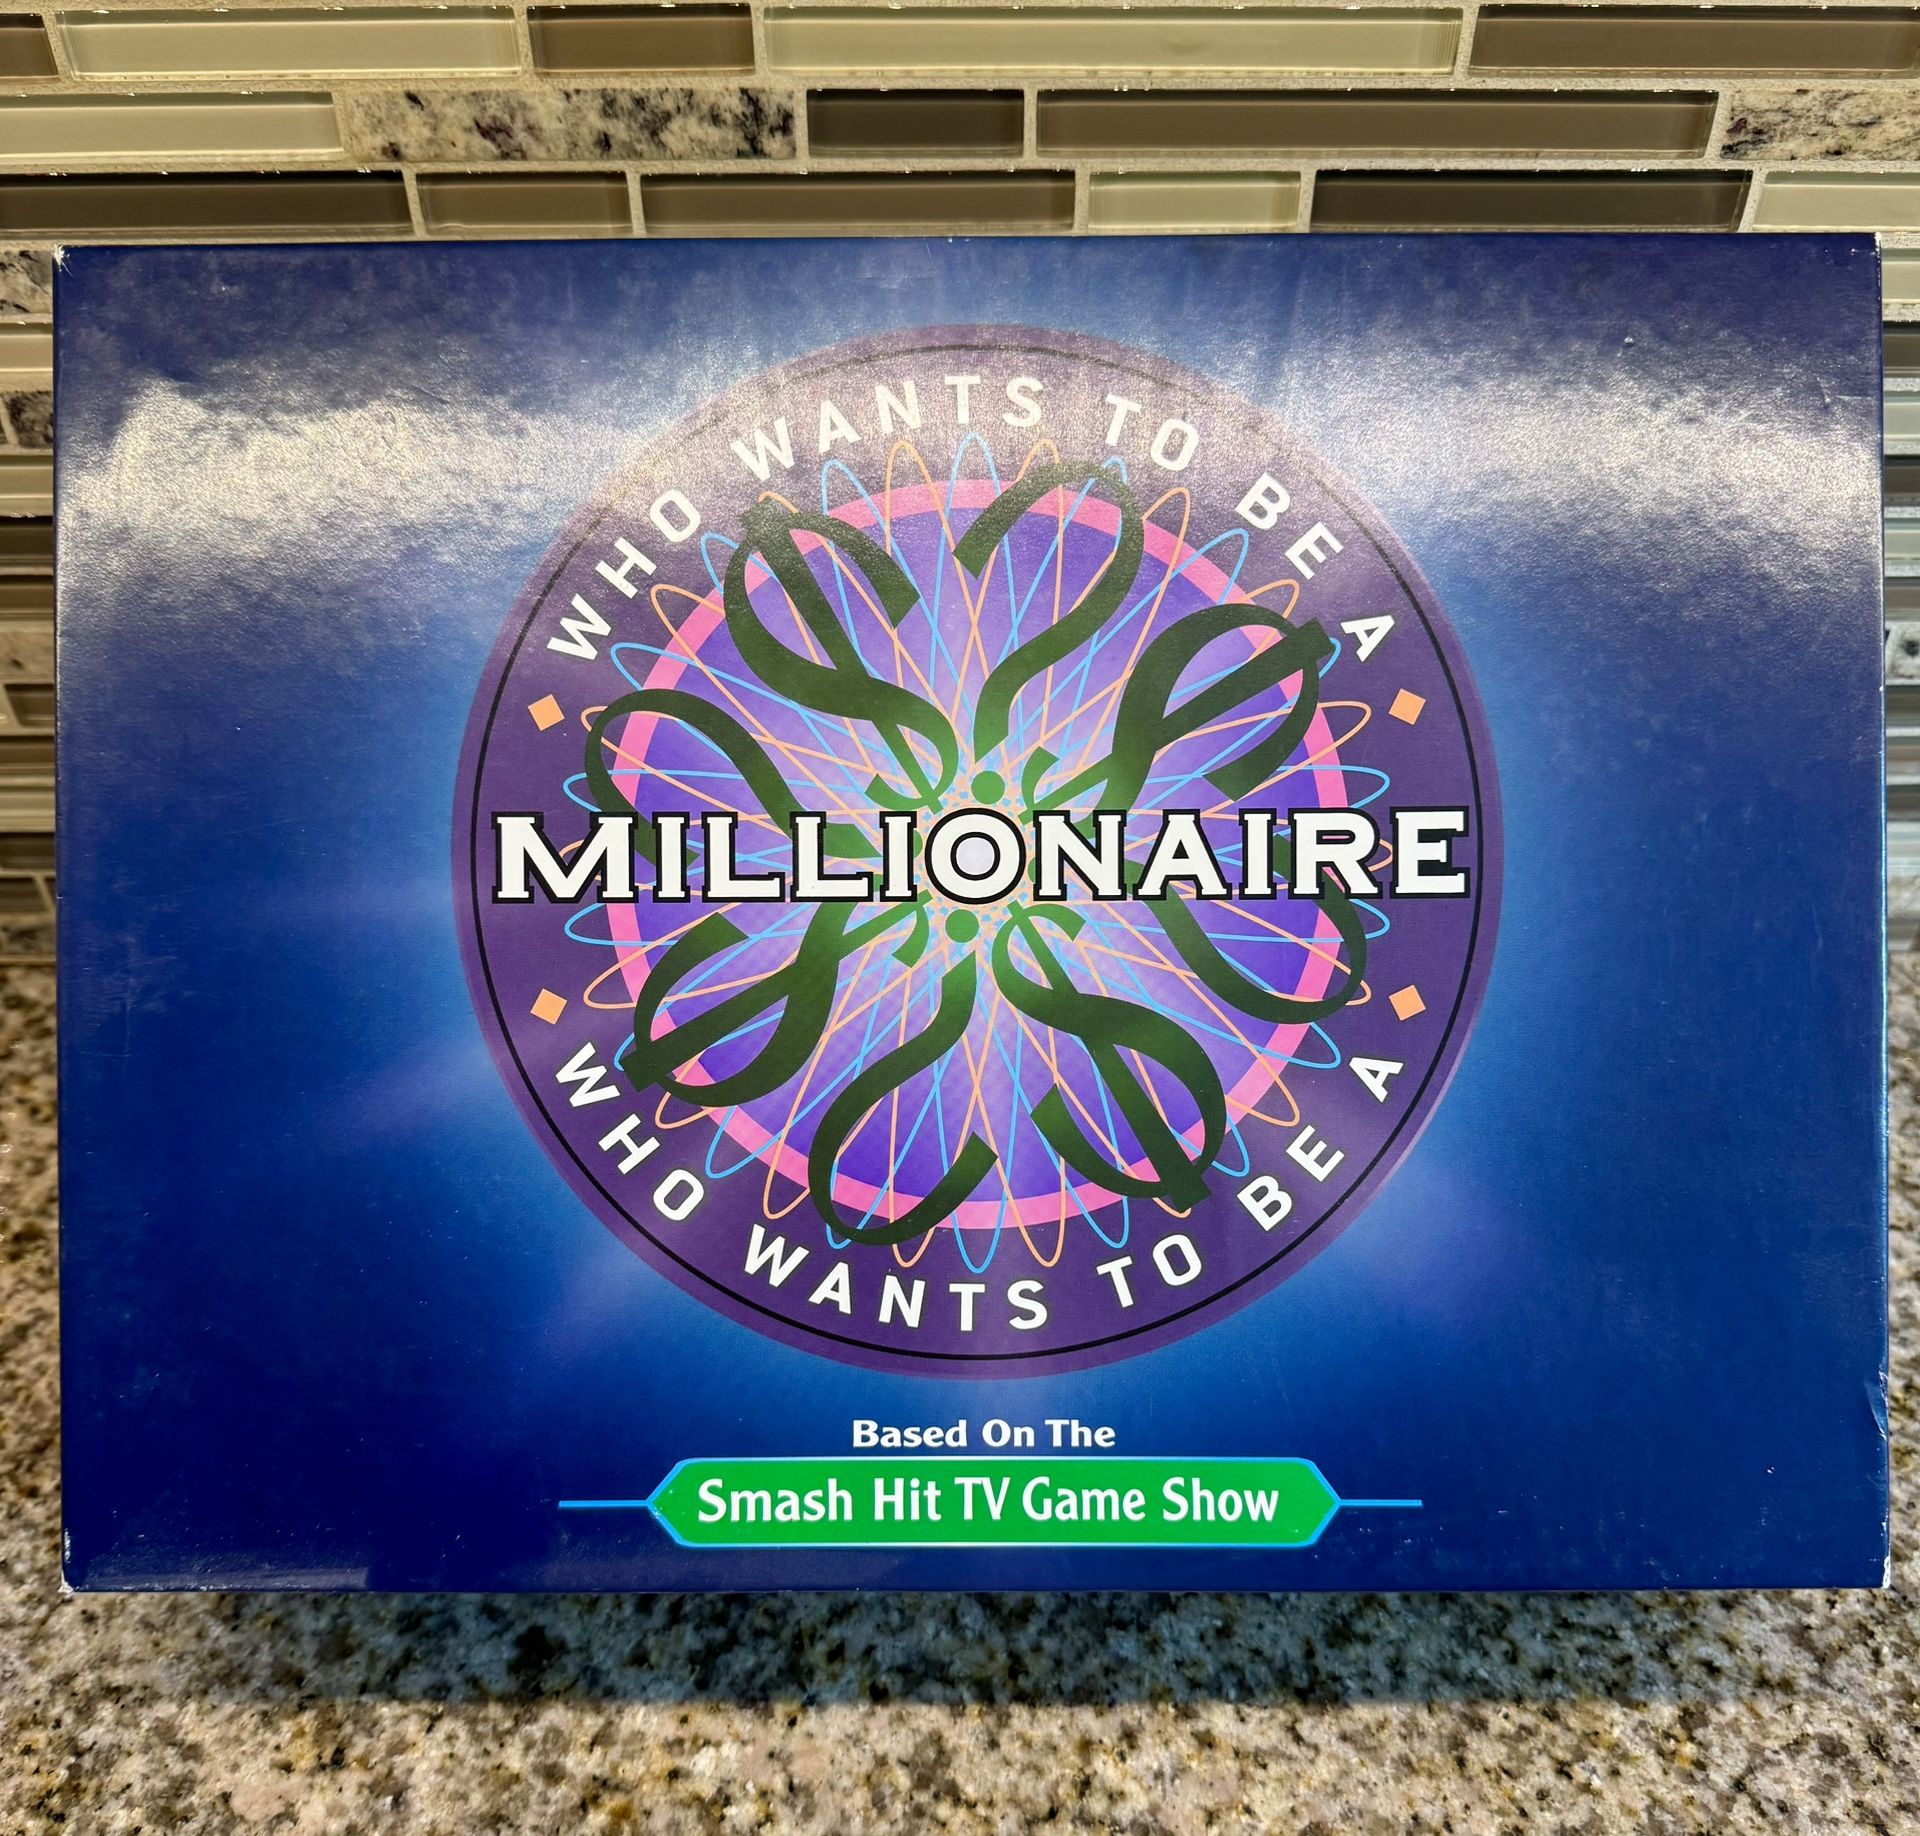 WHO WANTS TO BE A
MILLIONAIRE
WHO WANTS TO BE A
Based On The
Smash Hit TV Game Show